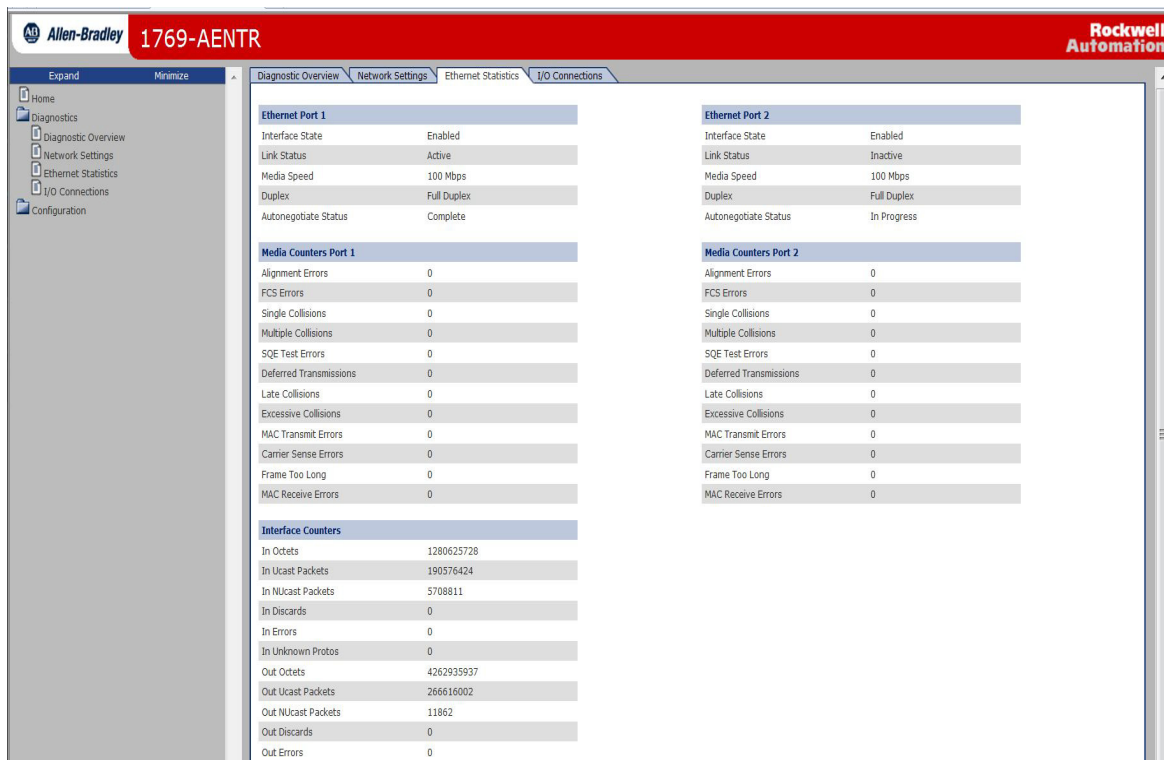 Allen-Bradley
1769-AENTR
Rockwell
Automation
Expand Minimize
Home
Diagnostics
Diagnostic Overview
Network Settings
Ethernet Statistics
I/O Connections
Configuration
Diagnostic Overview Network Settings Ethernet Statistics I/O Connections
Ethernet Port 1
Interface State Enabled
Link Status Active
Media Speed 100 Mbps
Duplex Full Duplex
Autonegotiate Status Complete
Media Counters Port 1
Alignment Errors 0
FCS Errors 0
Single Collisions 0
Multiple Collisions 0
SQE Test Errors 0
Deferred Transmissions 0
Late Collisions 0
Excessive Collisions 0
MAC Transmit Errors 0
Carrier Sense Errors 0
Frame Too Long 0
MAC Receive Errors 0
Interface Counters
In Octets 1280625728
In Ucast Packets 190576424
In NUcast Packets 5708811
In Discards 0
In Errors 0
In Unknown Protos 0
Out Octets 4262935937
Out Ucast Packets 266616002
Out NUcast Packets 11862
Out Discards 0
Out Errors 0
Ethernet Port 2
Interface State Enabled
Link Status Inactive
Media Speed 100 Mbps
Duplex Full Duplex
Autonegotiate Status In Progress
Media Counters Port 2
Alignment Errors 0
FCS Errors 0
Single Collisions 0
Multiple Collisions 0
SQE Test Errors 0
Deferred Transmissions 0
Late Collisions 0
Excessive Collisions 0
MAC Transmit Errors 0
Carrier Sense Errors 0
Frame Too Long 0
MAC Receive Errors 0